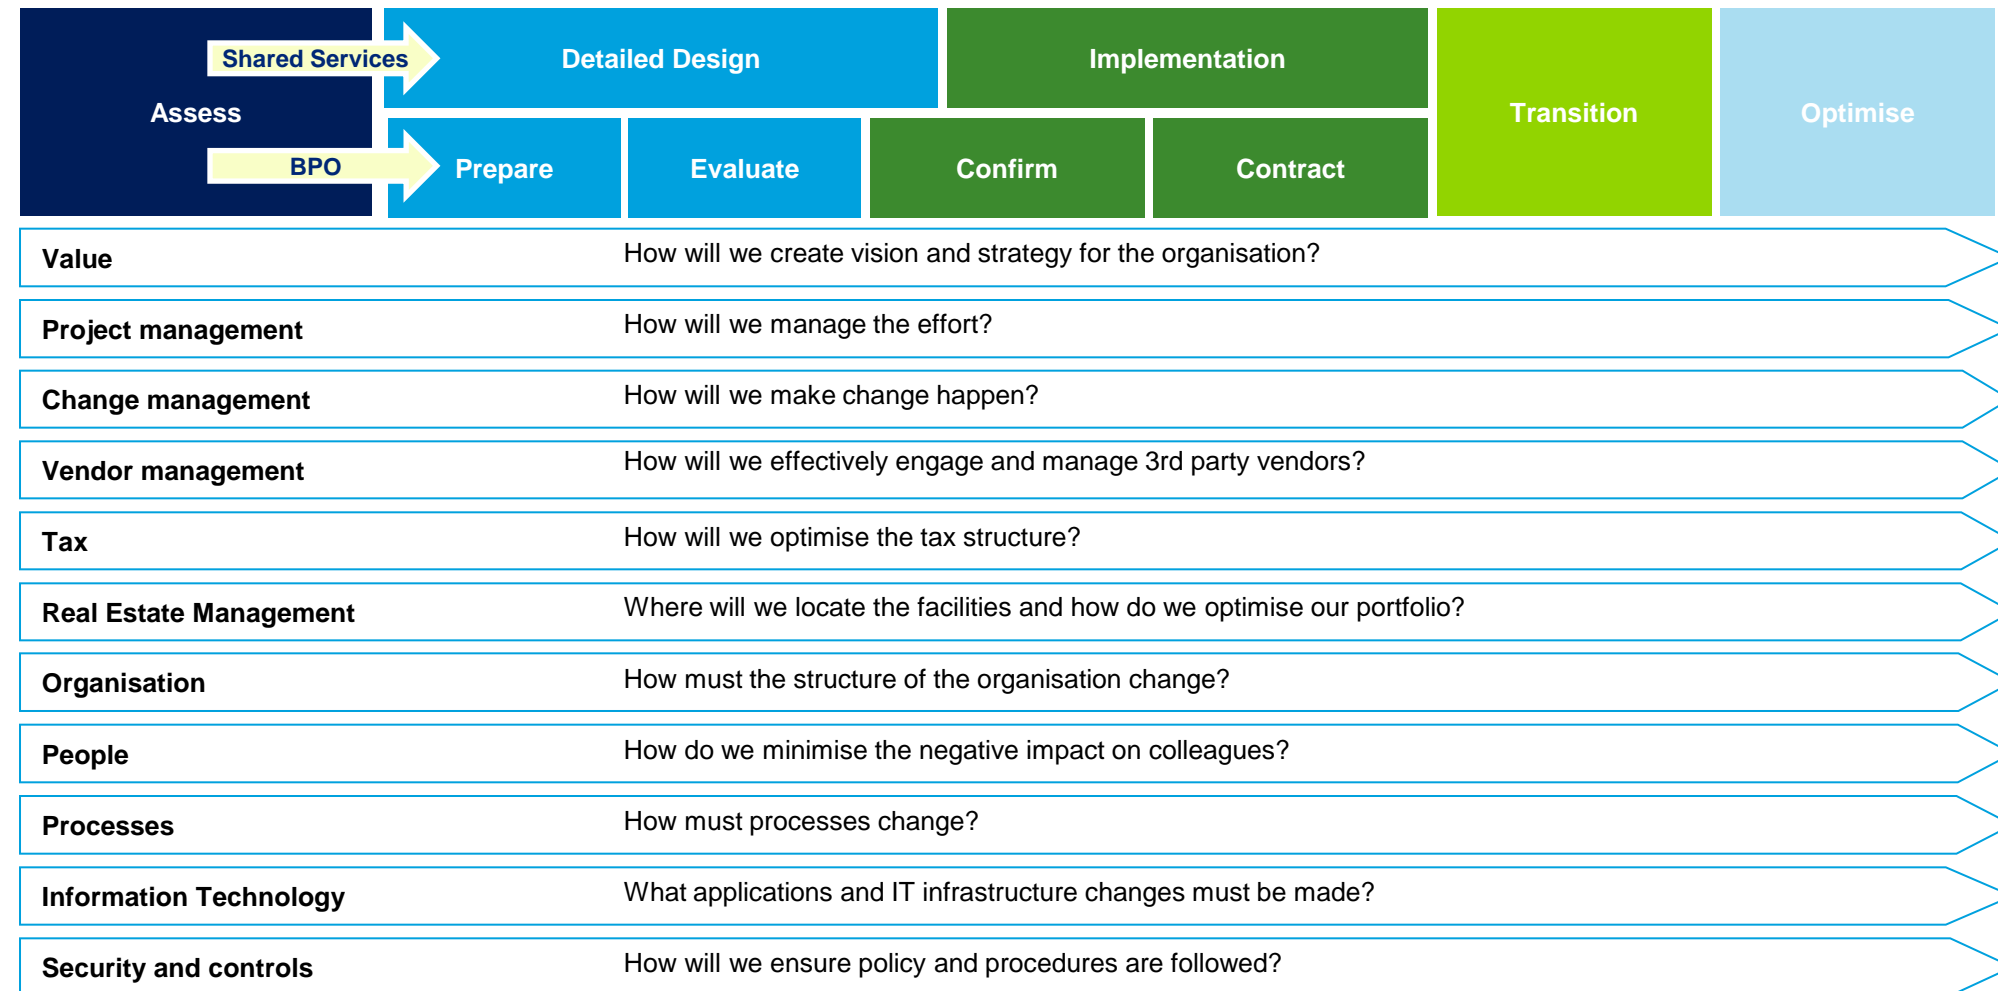 Assess
Shared Services
Detailed Design
Implementation
Transition
Optimise
BPO
Prepare
Evaluate
Confirm
Contract
Value
How will we create vision and strategy for the organisation?
Project management
How will we manage the effort?
Change management
How will we make change happen?
Vendor management
How will we effectively engage and manage 3rd party vendors?
Tax
How will we optimise the tax structure?
Real Estate Management
Where will we locate the facilities and how do we optimise our portfolio?
Organisation
How must the structure of the organisation change?
People
How do we minimise the negative impact on colleagues?
Processes
How must processes change?
Information Technology
What applications and IT infrastructure changes must be made?
Security and controls
How will we ensure policy and procedures are followed?